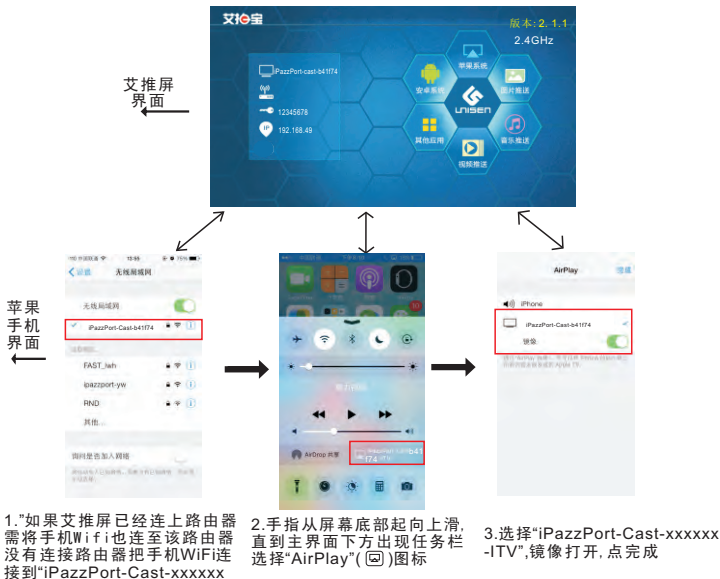 艾拾宝
版本:2.1.1
2.4GHz
iPazzPort-cast-b41f74
12345678
IP
192.168.49
苹果系统
安卓系统
图片推送
UNISEN
其他应用
音乐推送
视频推送
艾推屏
界面
苹果
手机
界面
无线局域网
无线局域网
iPazzPort-Cast-b41f74
FAST_lwh
ipazzport-yw
RND
其他...
询问是否加入网络
AirDrop 共享
f74
AirPlay
完成
iPhone
iPazzPort-Cast-b41f74
镜像
1."如果艾推屏已经连上路由器
需将手机Wifi也连至该路由器
没有连接路由器把手机WiFi连
接到“iPazzPort-Cast-xxxxxx
2.手指从屏幕底部起向上滑,
直到主界面下方出现任务栏
选择“AirPlay”( )图标
3.选择“iPazzPort-Cast-xxxxxx
-ITV”,镜像打开,点完成